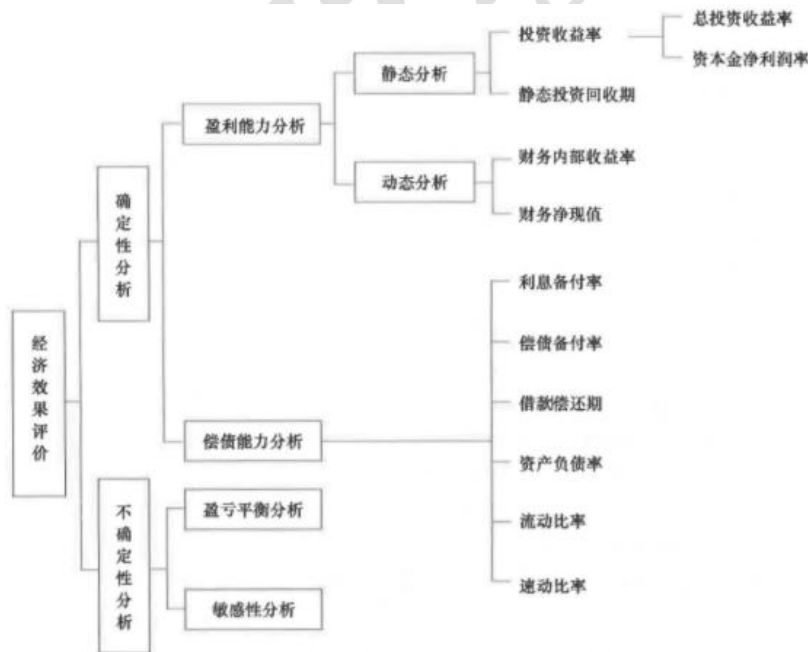 总投资收益率
投资收益率
资本金净利润率
静态分析
静态投资回收期
盈利能力分析
财务内部收益率
动态分析
确定性分析
财务净现值
利息备付率
偿债备付率
经济效果评价
借款偿还期
偿债能力分析
资产负债率
盈亏平衡分析
不确定性分析
流动比率
速动比率
敏感性分析